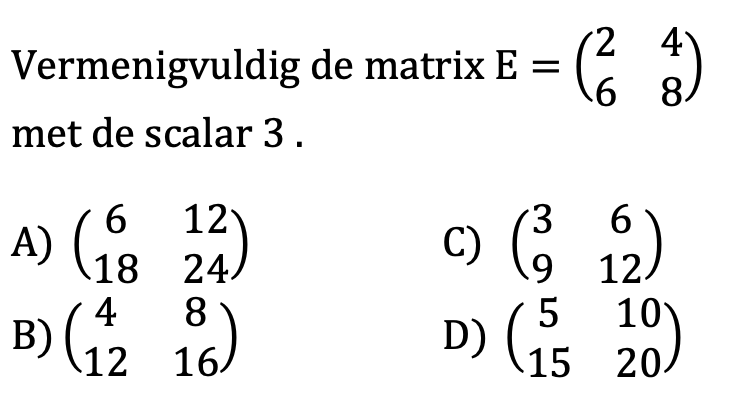 Vermenigvuldig de matrix E = (2 4
6 8)
met de scalar 3 .
A) (6 12
18 24)
C) (3 6
9 12)
B) (4 8
12 16)
D) (5 10
15 20)